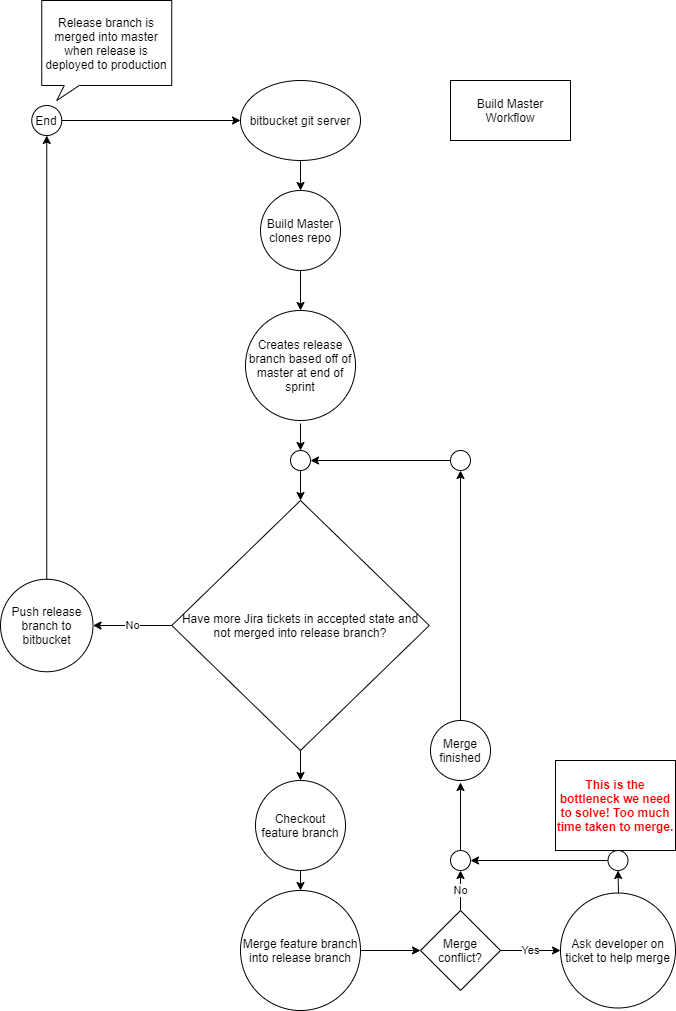 Release branch is
merged into master
when release is
deployed to production
End
bitbucket git server
Build Master
Workflow
Build Master
clones repo
Creates release
branch based off of
master at end of
sprint
Have more Jira tickets in accepted state and
not merged into release branch?
No
Push release
branch to
bitbucket
Merge
finished
This is the
bottleneck we need
to solve! Too much
time taken to merge.
Checkout
feature branch
No
Merge feature branch
into release branch
Merge
conflict?
Yes
Ask developer on
ticket to help merge